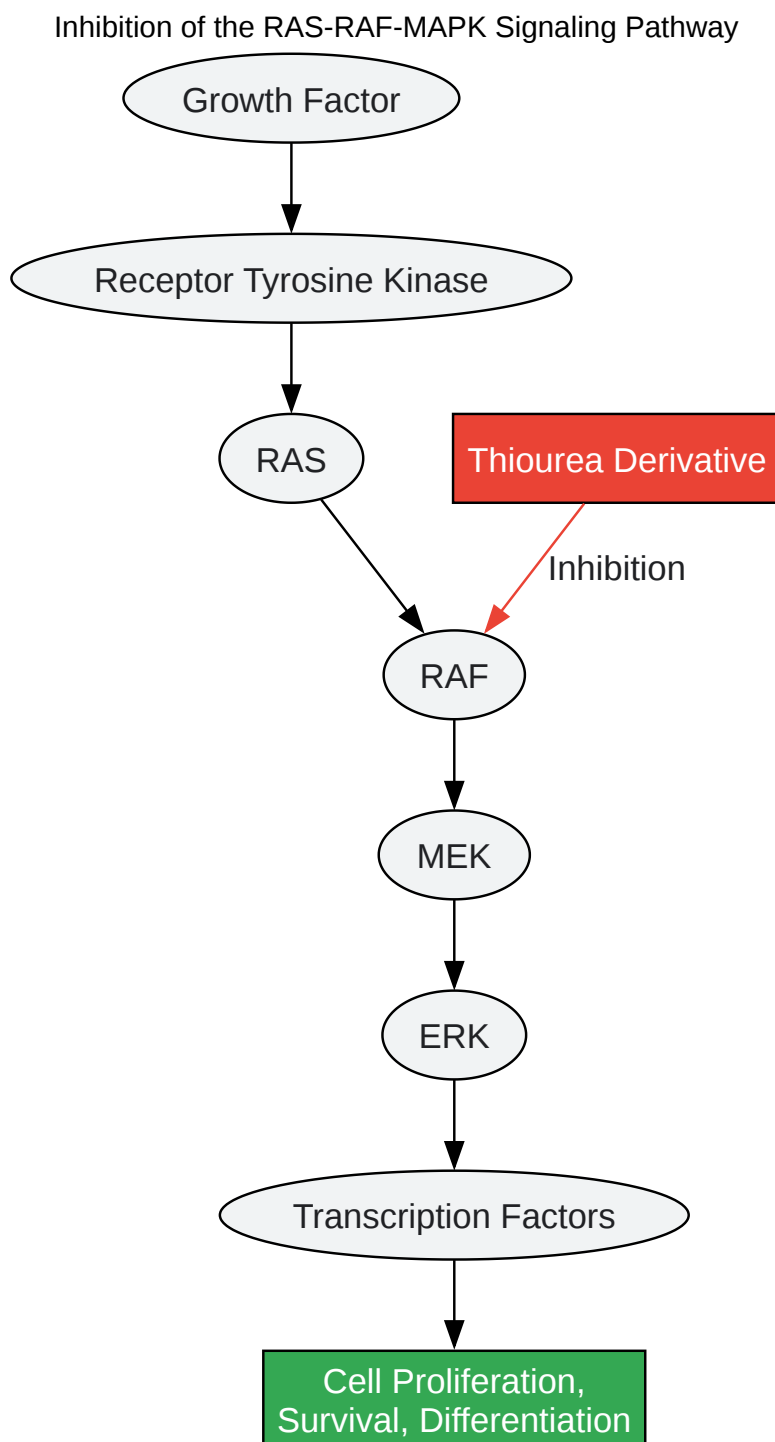 Inhibition of the RAS-RAF-MAPK Signaling Pathway
Growth Factor
Receptor Tyrosine Kinase
RAS
Thiourea Derivative
Inhibition
RAF
MEK
ERK
Transcription Factors
Cell Proliferation,
Survival, Differentiation